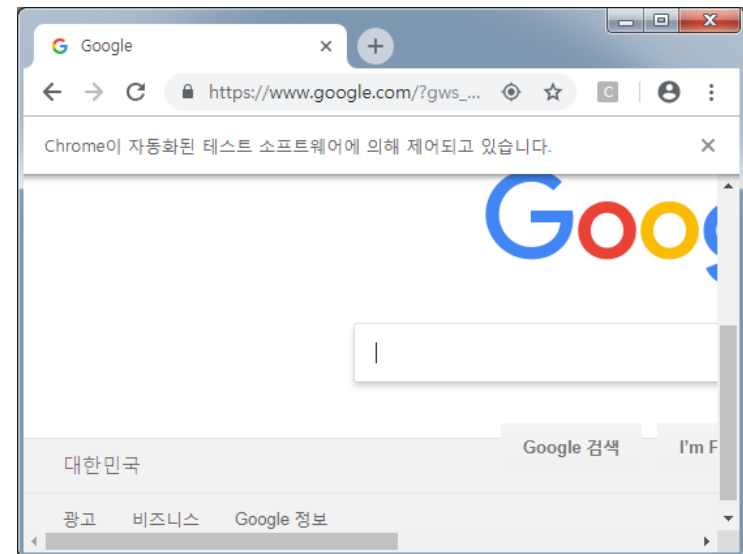 Google
https://www.google.com/?gws_...
C
Chrome이 자동화된 테스트 소프트웨어에 의해 제어되고 있습니다.
Goog
Google 검색 I'm F
대한민국
광고 비즈니스 Google 정보